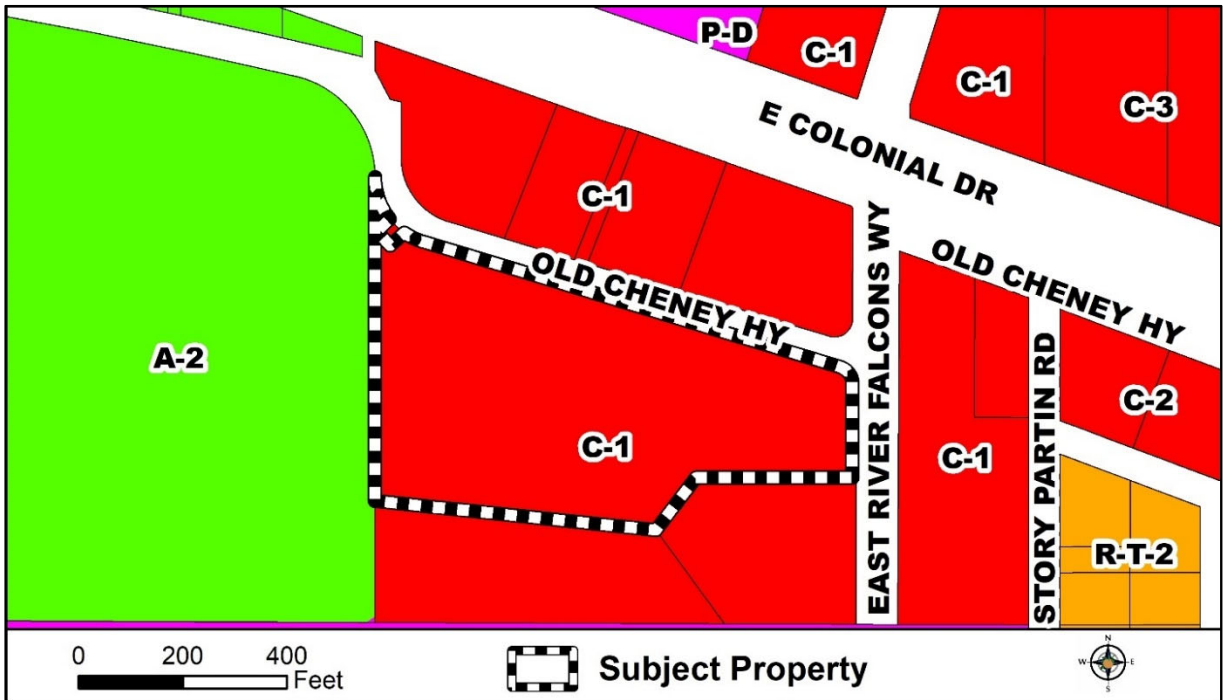 P-D
C-1
C-1
C-3
E COLONIAL DR
C-1
OLD CHENEY HY
EAST RIVER FALCONS WY
OLD CHENEY HY
A-2
C-1
C-1
STORY PARTIN RD
C-2
R-T-2
0 200 400
Feet
Subject Property
N
W E
S